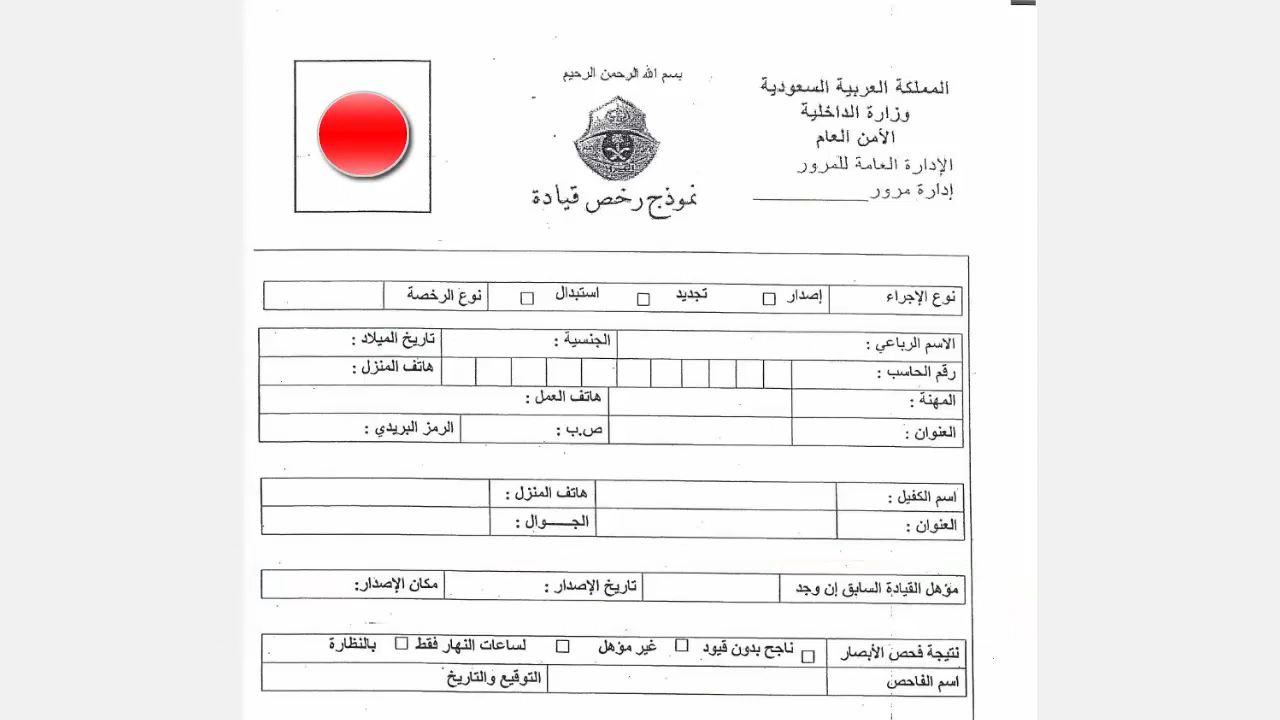 بسم الله الرحمن الرحيم
المملكة العربية السعودية
وزارة الداخلية
الأمن العام
الإدارة العامة للمرور
إدارة مرور
نموذج رخص قيادة
نوع الإجراء إصدار تجديد استبدال نوع الرخصة
الاسم الرباعي : الجنسية : تاريخ الميلاد :
رقم الحاسب : هاتف المنزل :
المهنة : هاتف العمل :
العنوان : ص.ب : الرمز البريدي :
اسم الكفيل : هاتف المنزل :
العنوان : الجـــوال :
مؤهل القيادة السابق إن وجد تاريخ الإصدار : مكان الإصدار:
نتيجة فحص الأبصار ناجح بدون قيود غير مؤهل لساعات النهار فقط بالنظارة
اسم الفاحص التوقيع والتاريخ